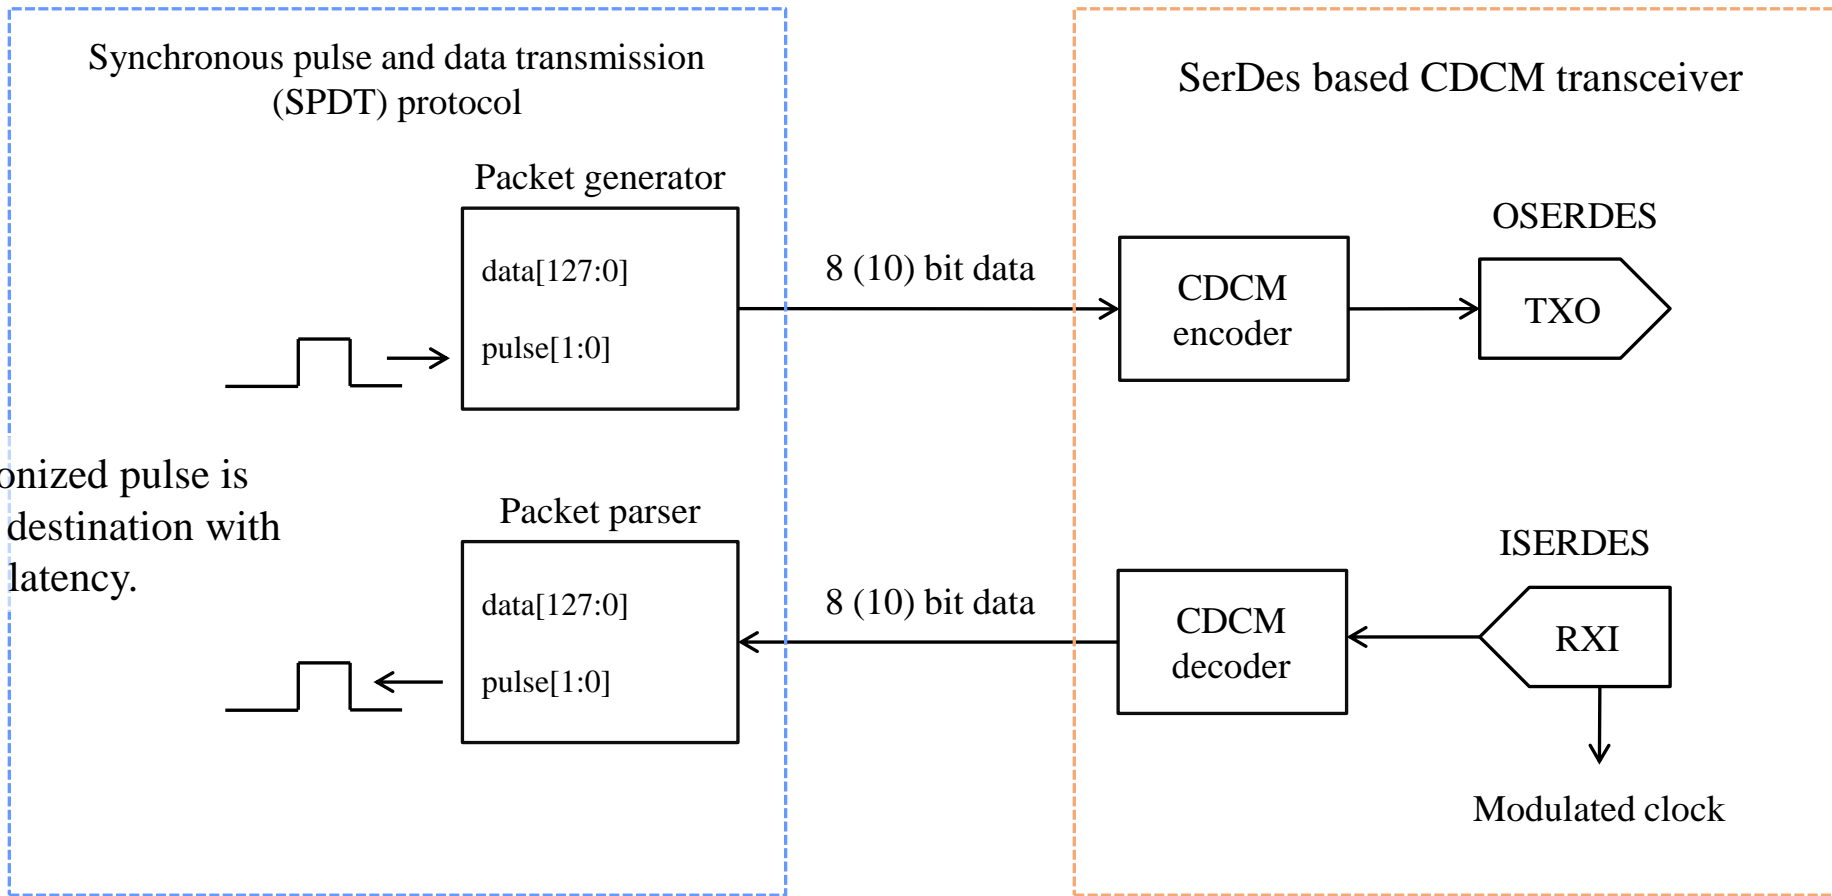 Synchronous pulse and data transmission
(SPDT) protocol
SerDes based CDCM transceiver
Packet generator
data[127:0]
pulse[1:0]
8 (10) bit data
CDCM
encoder
OSERDES
TXO
onized pulse is
destination with
latency.
Packet parser
data[127:0]
pulse[1:0]
8 (10) bit data
CDCM
decoder
ISERDES
RXI
Modulated clock